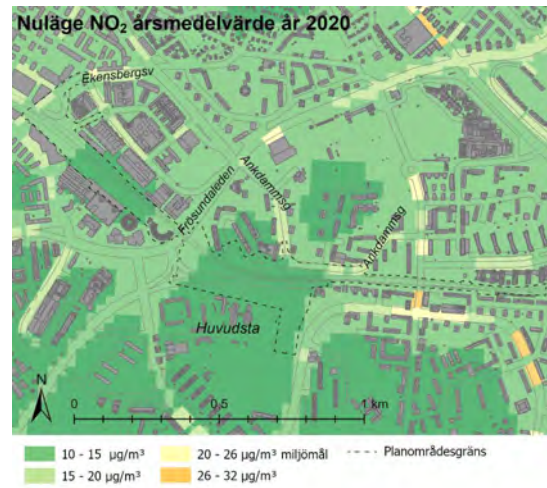 Nuläge NO₂ årsmedelvärde år 2020
Ekensbergsv
Ankdammsg
Frösundaleden
Ankdammsg
Huvudsta
N
0 0,5 1 km
10 - 15 µg/m³
20 - 26 µg/m³ miljömål
Planområdesgräns
15 - 20 µg/m³
26 - 32 µg/m³